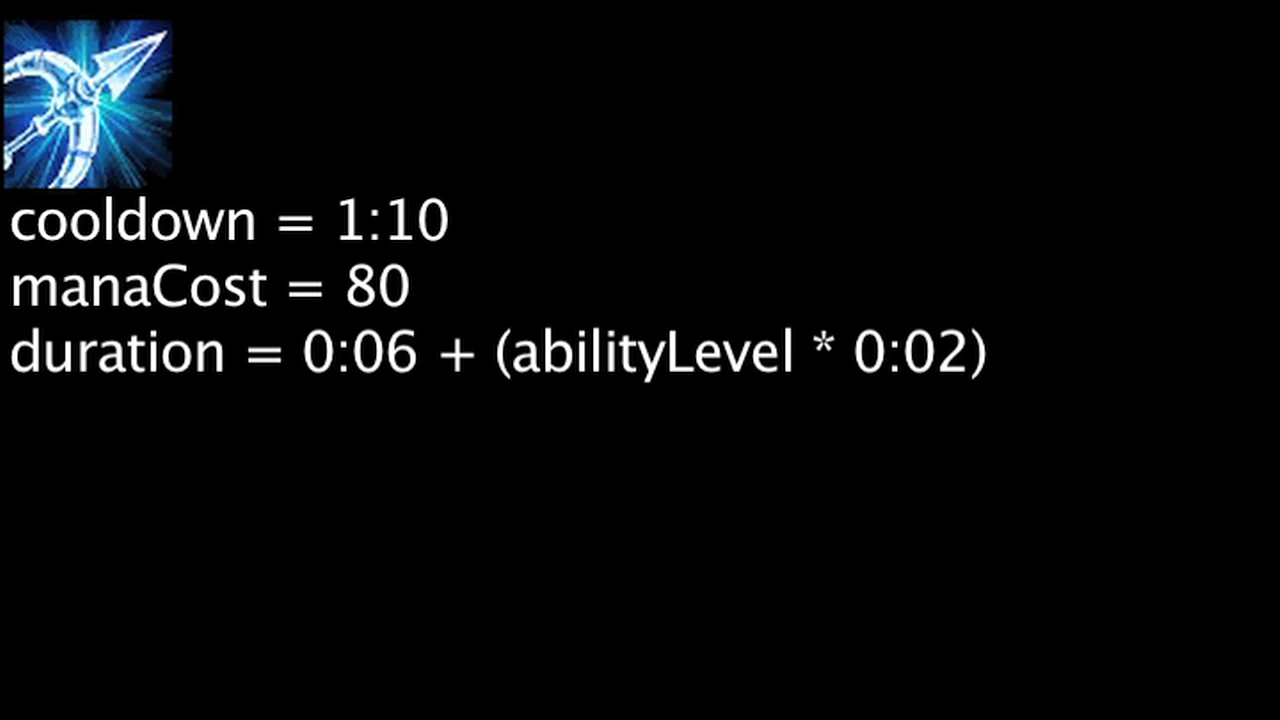 cooldown = 1:10
manaCost = 80
duration = 0:06 + (abilityLevel * 0:02)